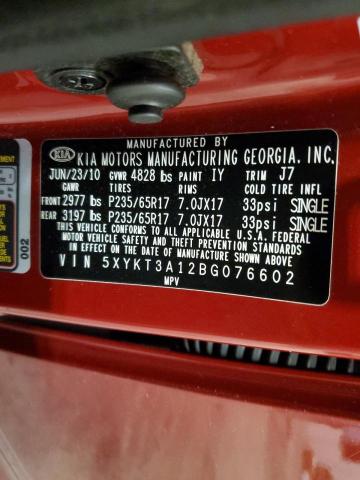 MANUFACTURED BY
KIA KIA MOTORS MANUFACTURING GEORGIA, INC.
JUN/23/10 GVWR 4828 lbs PAINT IY TRIM J7
GAWR TIRES RIMS COLD TIRE INFL
FRONT 2977 lbs P235/65R17 7.0JX17 33psi SINGLE
REAR 3197 lbs P235/65R17 7.0JX17 33psi SINGLE
THIS VEHICLE CONFORMS TO ALL APPLICABLE U.S.A. FEDERAL
MOTOR VEHICLE SAFETY, BUMPER, AND THEFT PREVENTION STANDARDS
IN EFFECT ON THE DATE OF MANUFACTURE SHOWN ABOVE
VIN 5XYKT3A12BG076602
MPV
002